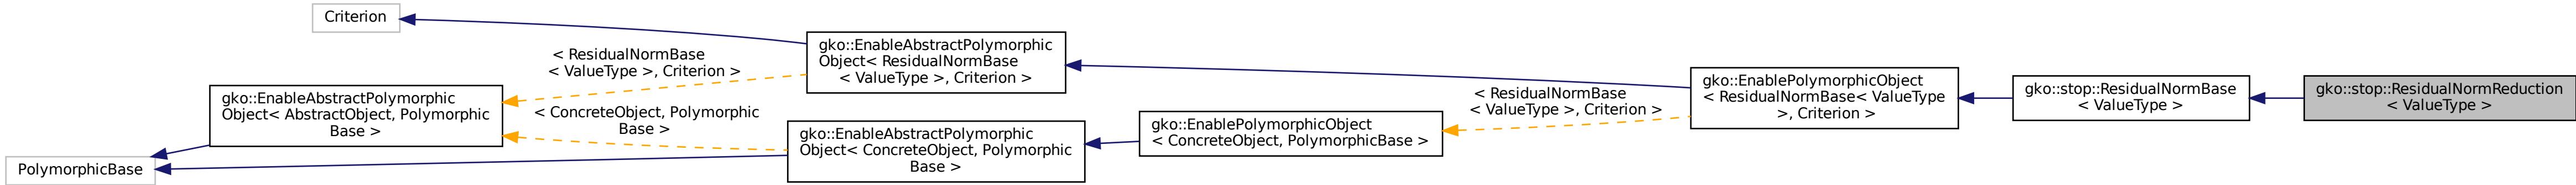 Criterion
gko::EnableAbstractPolymorphic
Object< ResidualNormBase
< ValueType >, Criterion >
< ResidualNormBase
< ValueType >, Criterion >
gko::EnableAbstractPolymorphic
Object< AbstractObject, Polymorphic
Base >
< ConcreteObject, Polymorphic
Base >
gko::EnableAbstractPolymorphic
Object< ConcreteObject, Polymorphic
Base >
PolymorphicBase
gko::EnablePolymorphicObject
< ConcreteObject, PolymorphicBase >
< ResidualNormBase
< ValueType >, Criterion >
gko::EnablePolymorphicObject
< ResidualNormBase< ValueType
>, Criterion >
gko::stop::ResidualNormBase
< ValueType >
gko::stop::ResidualNormReduction
< ValueType >